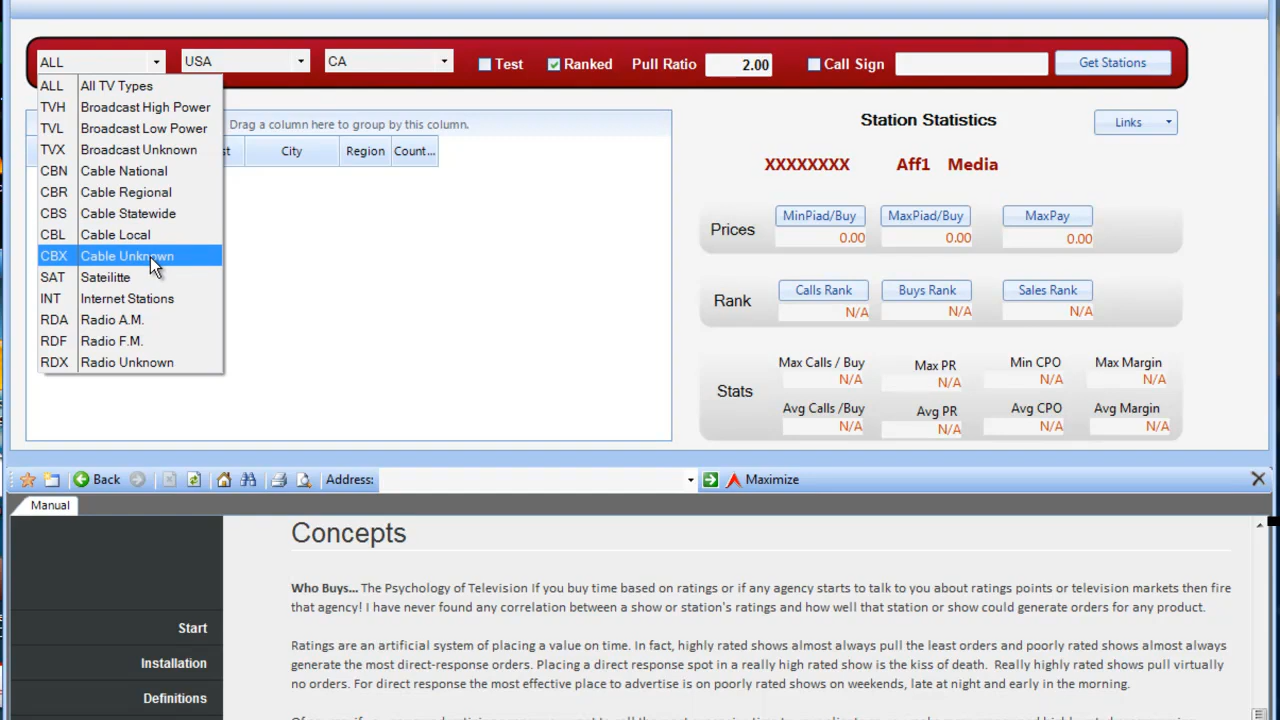 ALL USA CA Test Ranked Pull Ratio 2.00 Call Sign Get Stations
ALL All TV Types
TVH Broadcast High Power
TVL Broadcast Low Power
TVX Broadcast Unknown
CBN Cable National
CBR Cable Regional
CBS Cable Statewide
CBL Cable Local
CBX Cable Unknown
SAT Sateilitte
INT Internet Stations
RDA Radio A.M.
RDF Radio F.M.
RDX Radio Unknown
Drag a column here to group by this column.
st City Region Count...
Station Statistics Links
XXXXXXXX Aff1 Media
Prices MinPiad/Buy MaxPiad/Buy MaxPay
0.00 0.00 0.00
Rank Calls Rank Buys Rank Sales Rank
N/A N/A N/A
Stats
Max Calls / Buy Max PR Min CPO Max Margin
N/A N/A N/A N/A
Avg Calls /Buy Avg PR Avg CPO Avg Margin
N/A N/A N/A N/A
Back Address: Maximize
Manual
Start
Installation
Definitions
Concepts
Who Buys... The Psychology of Television If you buy time based on ratings or if any agency starts to talk to you about ratings points or television markets then fire
that agency! I have never found any correlation between a show or station's ratings and how well that station or show could generate orders for any product.
Ratings are an artificial system of placing a value on time. In fact, highly rated shows almost always pull the least orders and poorly rated shows almost always
generate the most direct-response orders. Placing a direct response spot in a really high rated show is the kiss of death. Really highly rated shows pull virtually
no orders. For direct response the most effective place to advertise is on poorly rated shows on weekends, late at night and early in the morning.